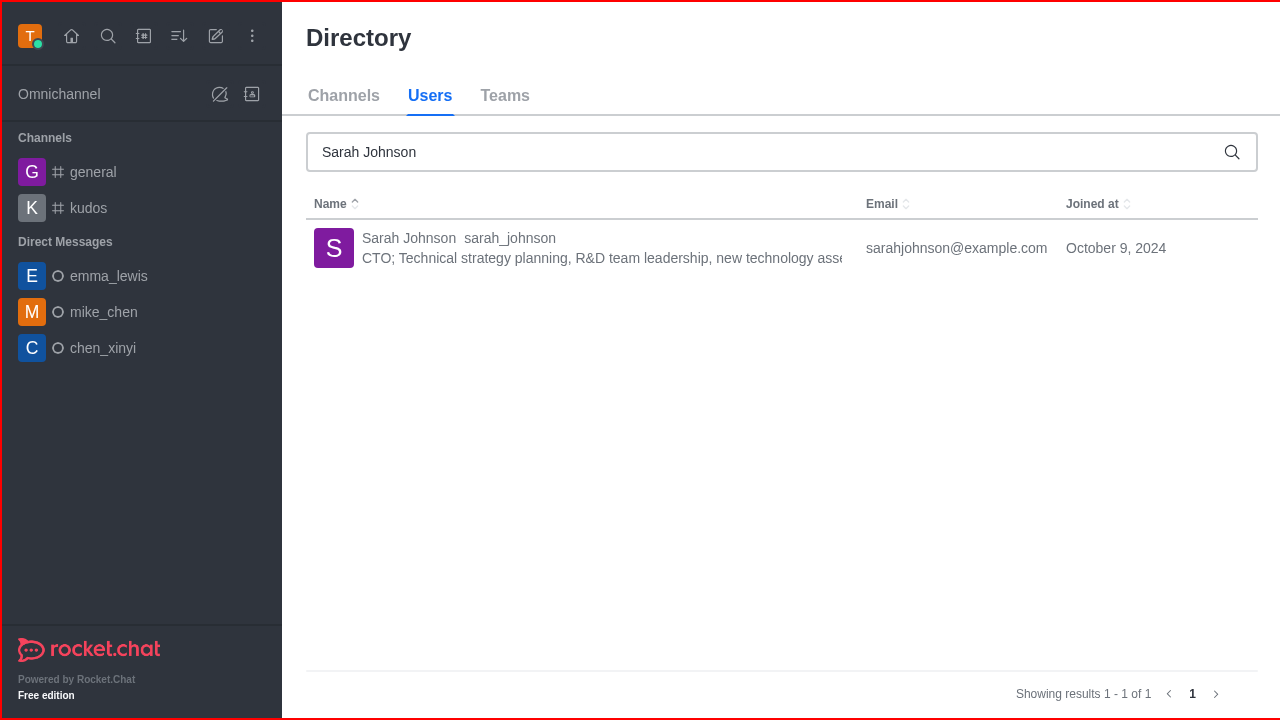 T
Directory
Channels Users Teams
Omnichannel
Sarah Johnson
Channels
G general
K kudos
Direct Messages
E emma_lewis
M mike_chen
C chen_xinyi
Name Email Joined at
S Sarah Johnson sarah_johnson
CTO; Technical strategy planning, R&D team leadership, new technology asse
sarahjohnson@example.com October 9, 2024
rocket.chat
Powered by Rocket.Chat
Free edition
Showing results 1 - 1 of 1 1